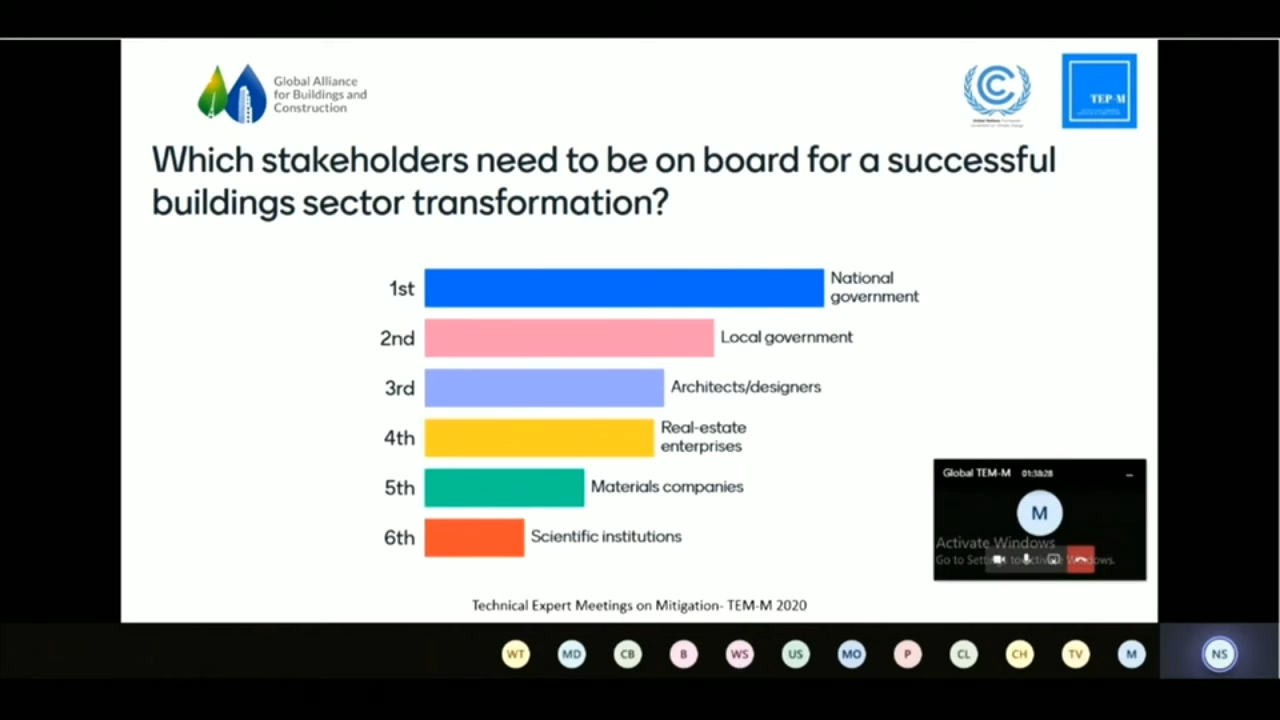 Global Alliance
for Buildings and
Construction
TEP-M
Which stakeholders need to be on board for a successful
buildings sector transformation?
1st
National
government
2nd
Local government
3rd
Architects/designers
4th
Real-estate
enterprises
5th
Materials companies
6th
Scientific institutions
Global TEM-M 01:38:28
M
Activate Windows
Technical Expert Meetings on Mitigation- TEM-M 2020
WT MD CB B WS US MO P CL CH TV M NS